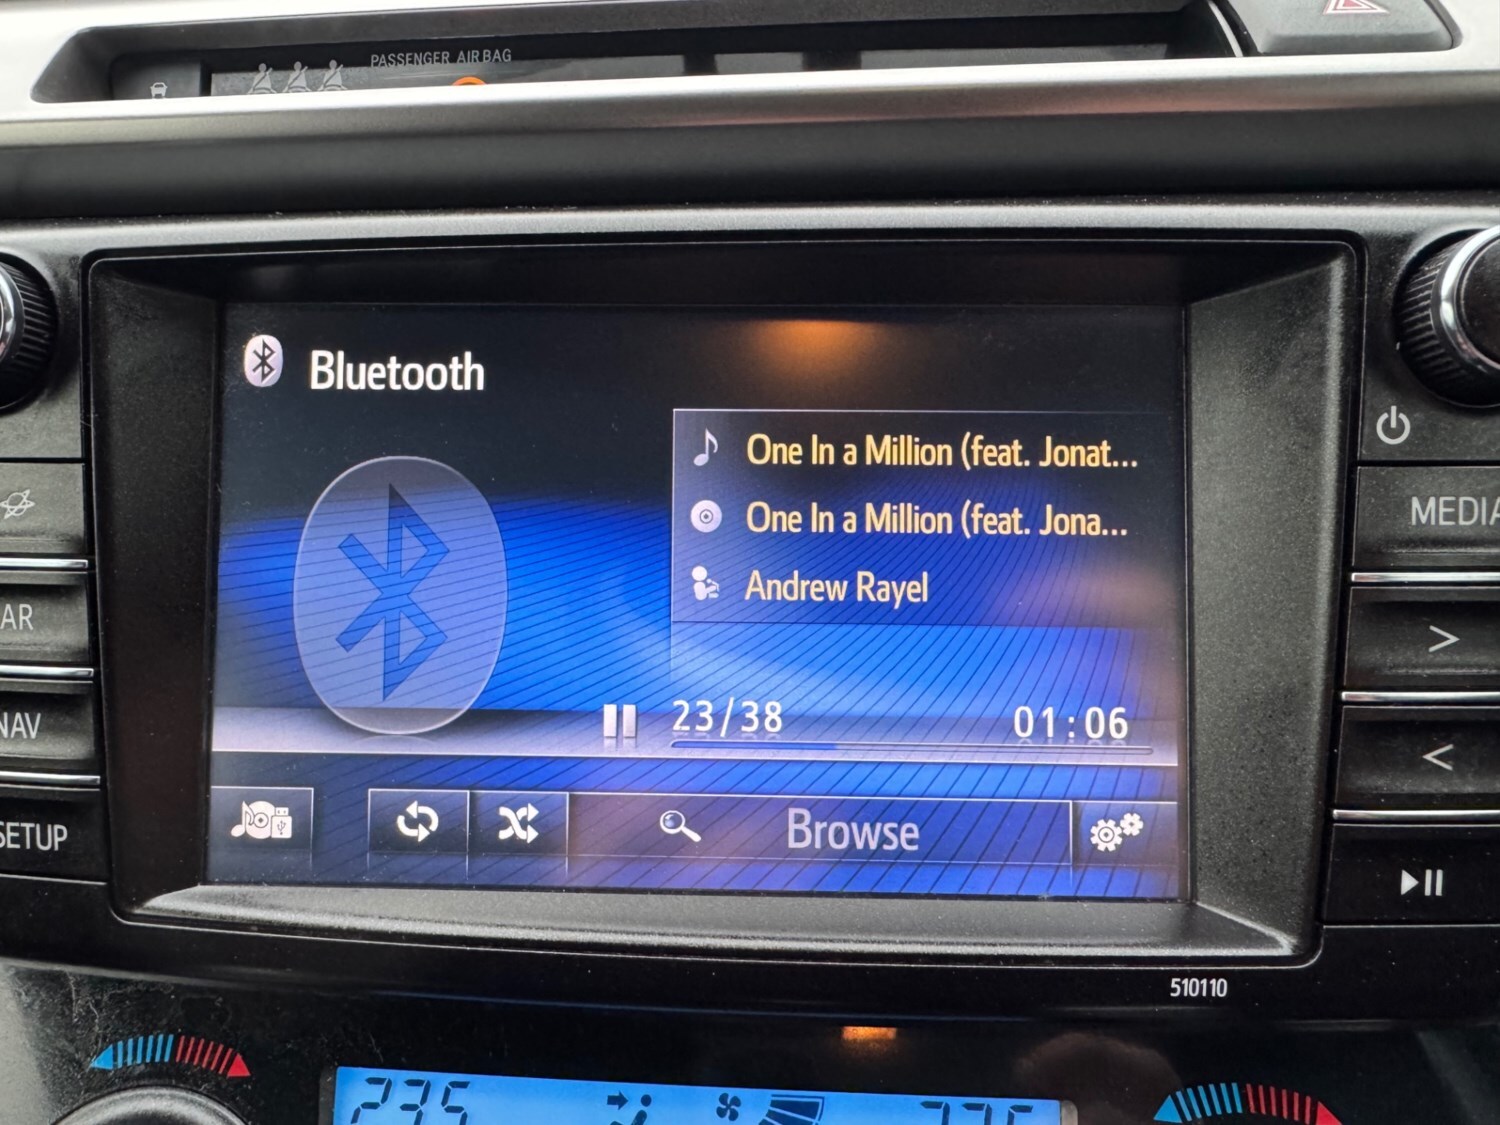 PASSENGER AIR BAG
Bluetooth
One In a Million (feat. Jonat...
One In a Million (feat. Jona...
Andrew Rayel
23/38 01:06
Browse
MEDIA
>
<
AR
NAV
SETUP
510110
235